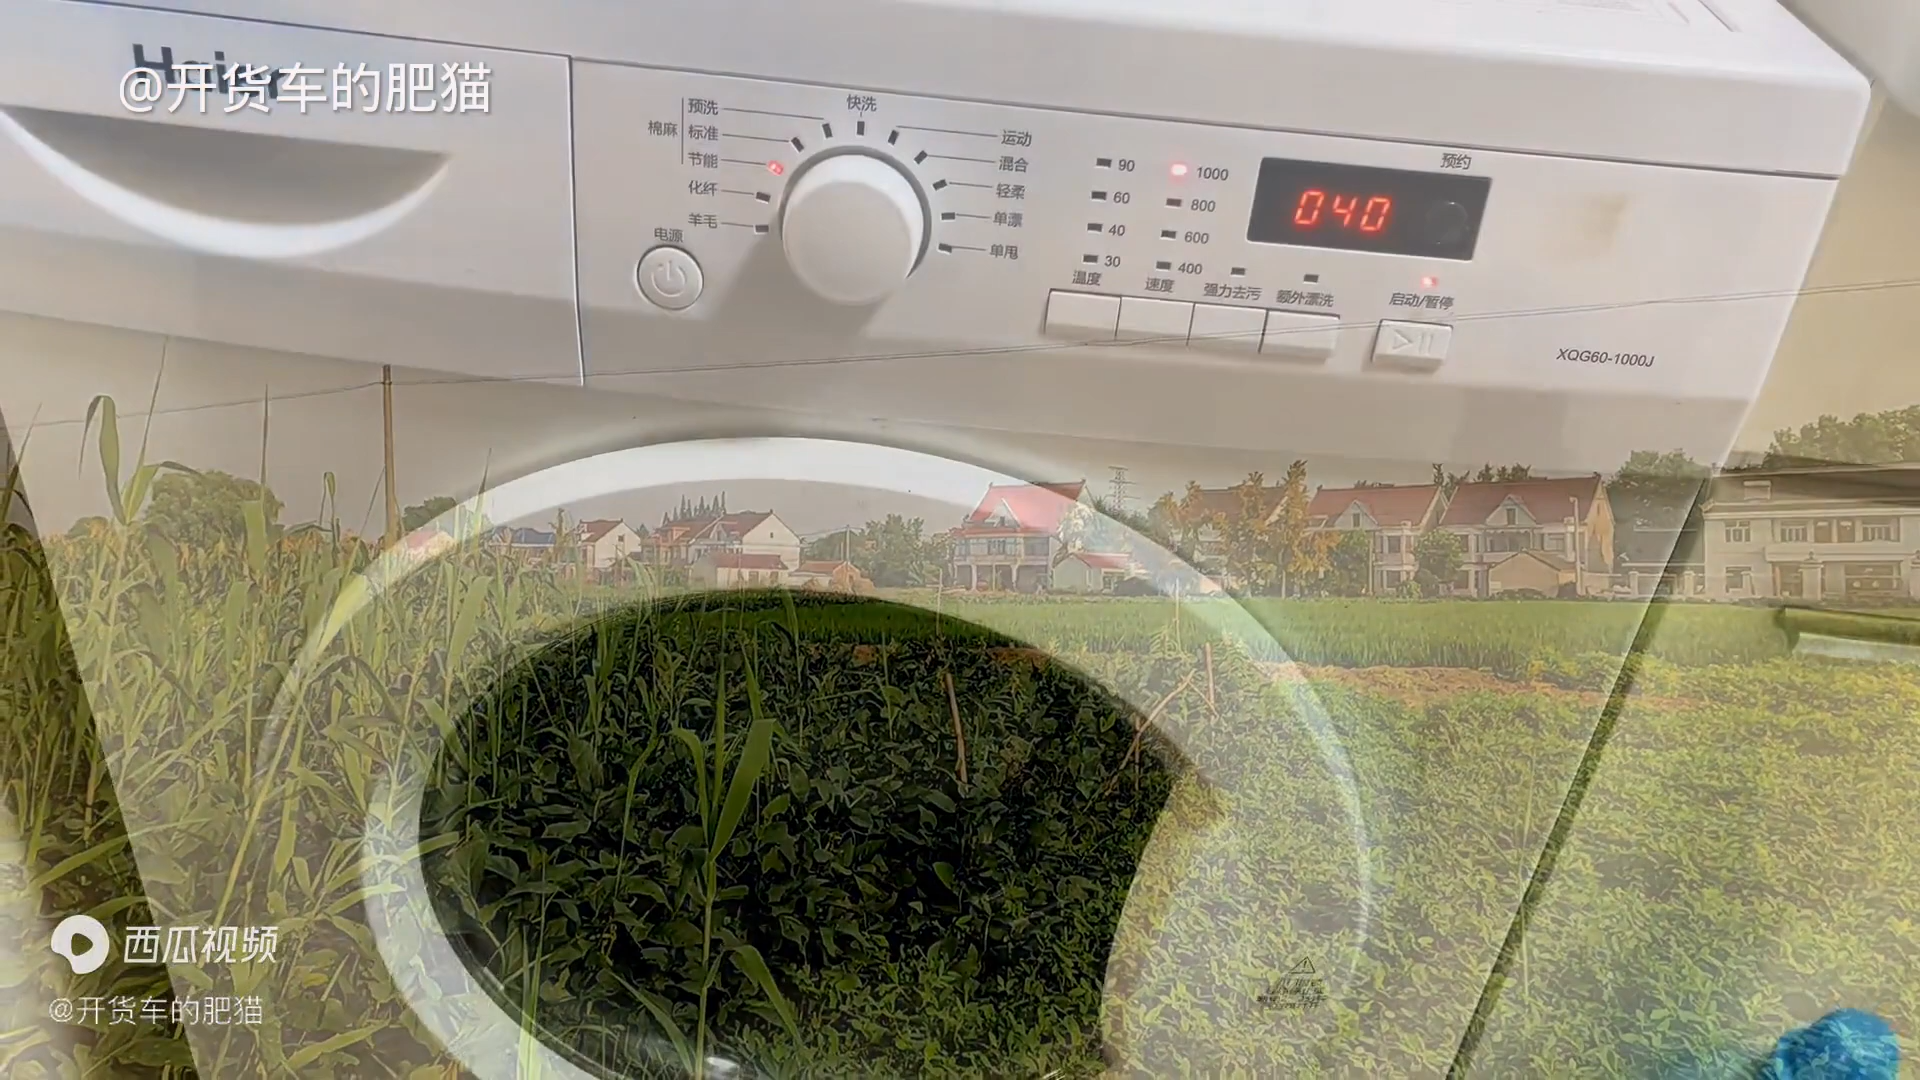 Haier
@开货车的肥猫
棉麻
预洗
标准
节能
化纤
羊毛
快洗
运动
混合
轻柔
单漂
单甩
电源
90
60
40
30
温度
1000
800
600
400
速度
强力去污
额外漂洗
预约
040
启动/暂停
XQG60-1000J
西瓜视频
@开货车的肥猫